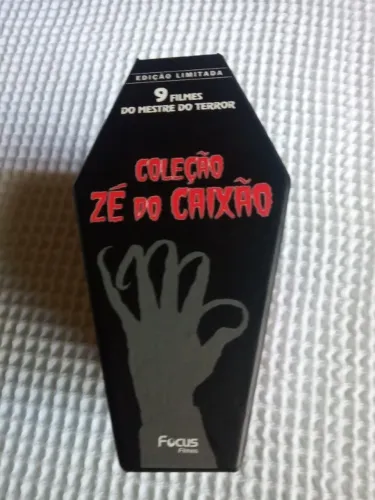 EDIÇÃO LIMITADA
9 FILMES
DO MESTRE DO TERROR
COLEÇÃO
ZÉ DO CAIXÃO
Focus
Filmes